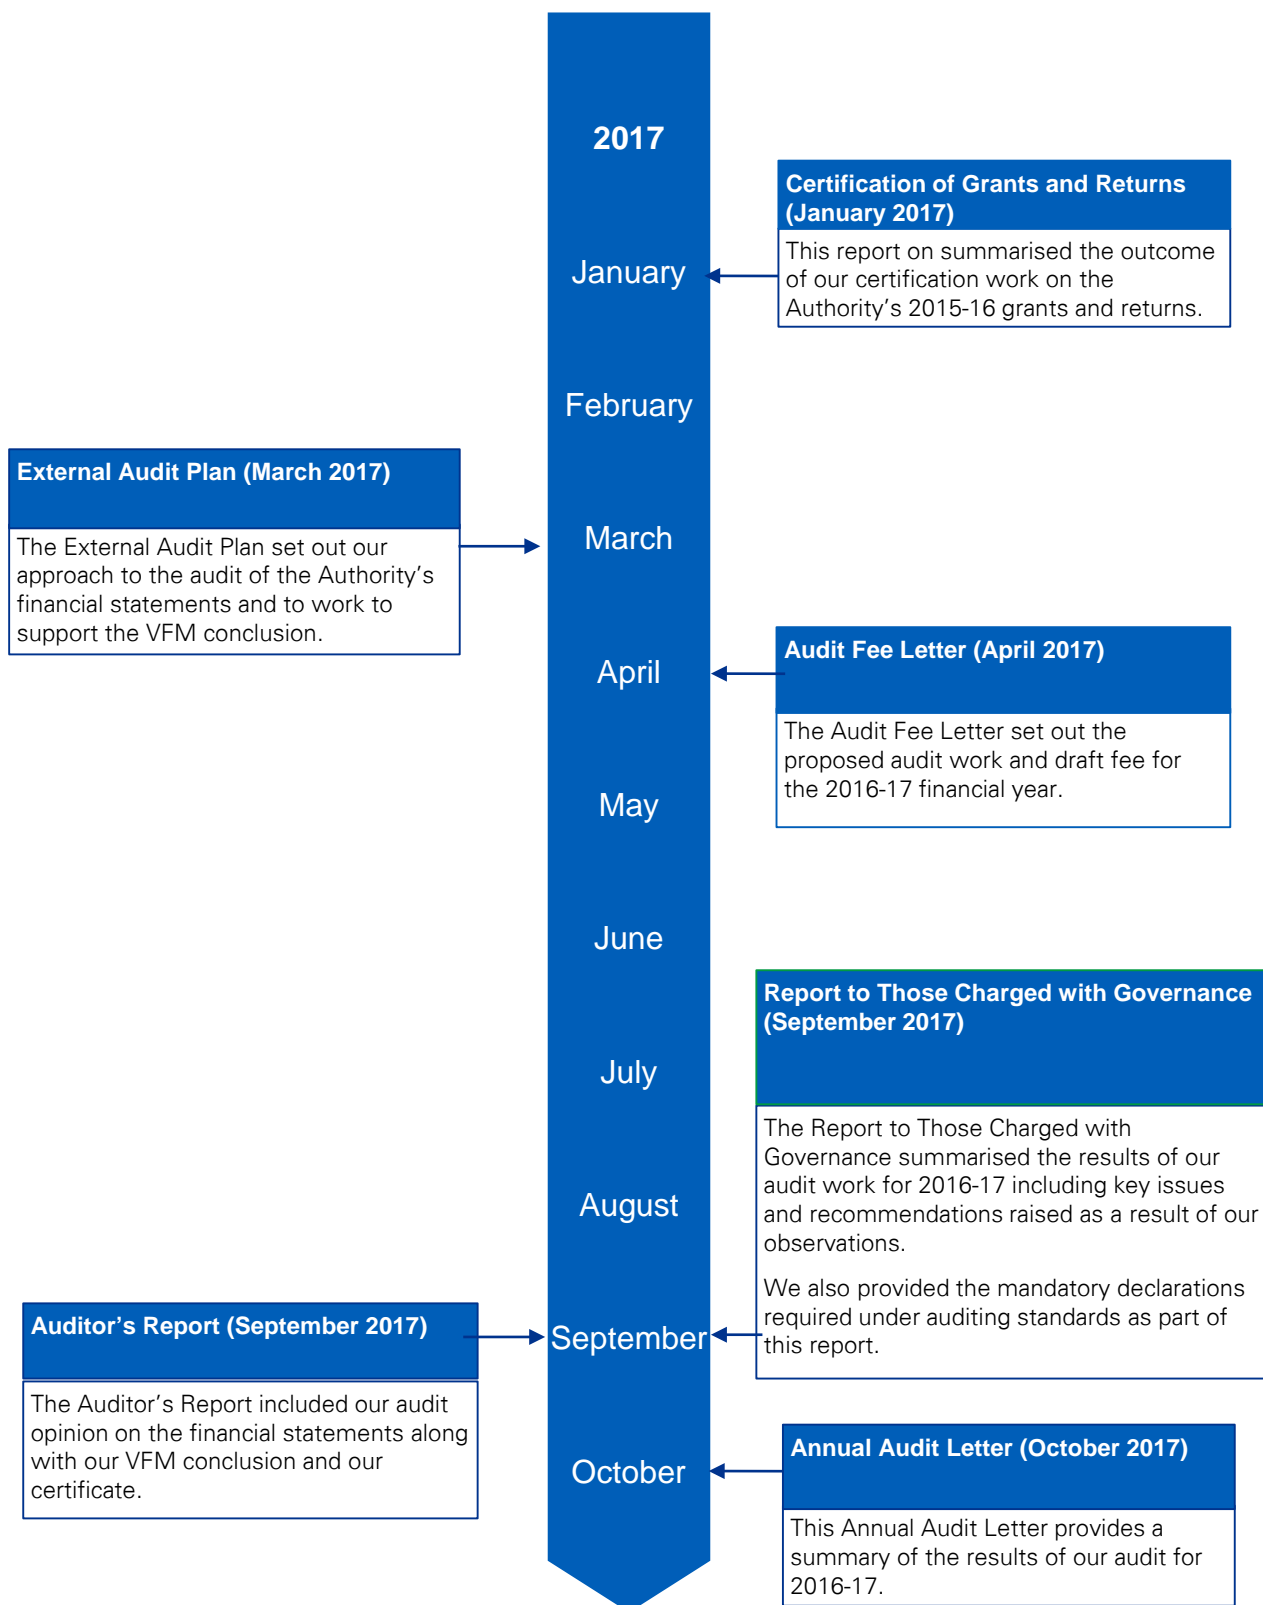 2017
Certification of Grants and Returns
(January 2017)
This report on summarised the outcome
of our certification work on the
Authority’s 2015-16 grants and returns.
January
February
External Audit Plan (March 2017)
The External Audit Plan set out our
approach to the audit of the Authority’s
financial statements and to work to
support the VFM conclusion.
March
Audit Fee Letter (April 2017)
The Audit Fee Letter set out the
proposed audit work and draft fee for
the 2016-17 financial year.
April
May
June
Report to Those Charged with Governance
(September 2017)
The Report to Those Charged with
Governance summarised the results of our
audit work for 2016-17 including key issues
and recommendations raised as a result of our
observations.
We also provided the mandatory declarations
required under auditing standards as part of
this report.
July
August
Auditor’s Report (September 2017)
The Auditor’s Report included our audit
opinion on the financial statements along
with our VFM conclusion and our
certificate.
September
October
Annual Audit Letter (October 2017)
This Annual Audit Letter provides a
summary of the results of our audit for
2016-17.